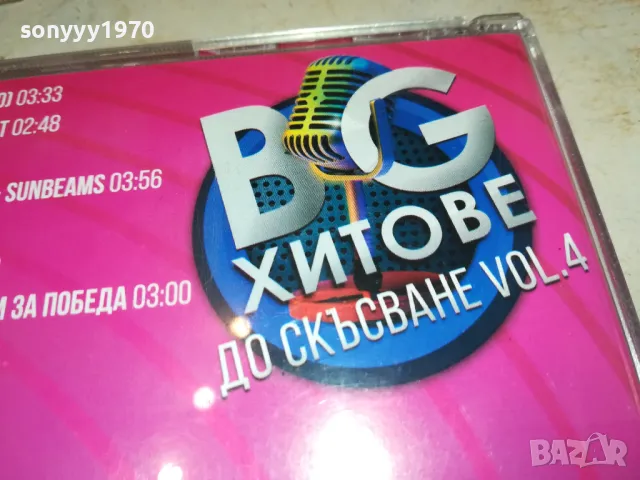 sonyyy1970
03:33
02:48
SUNBEAMS 03:56
ЗА ПОБЕДА 03:00
BG
ХИТОВЕ
ДО СКЪСВАНЕ VOL.4
BAZAR